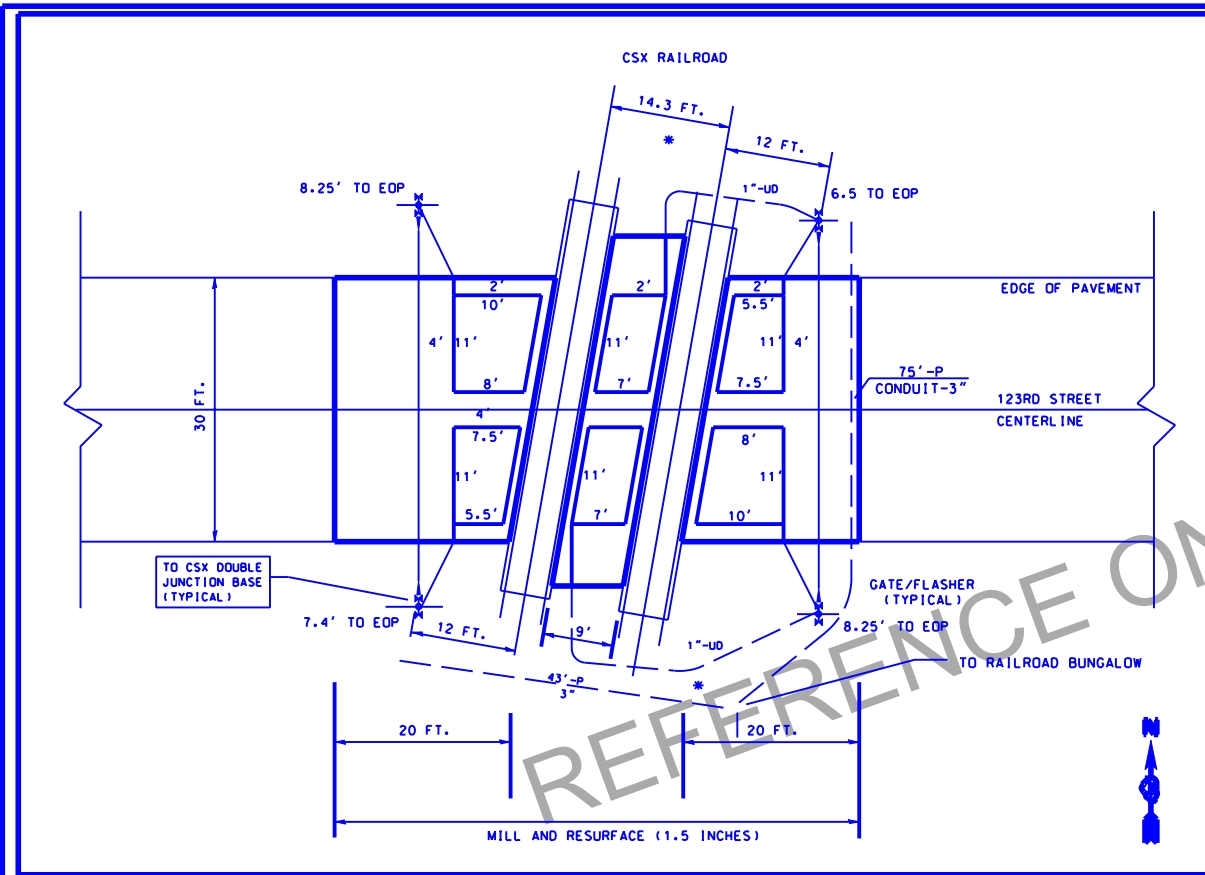 CSX RAILROAD
14.3 FT.
*
12 FT.
8.25' TO EOP
1"-UD
6.5 TO EOP
2'
2'
2'
EDGE OF PAVEMENT
10'
5.5'
4'
11'
11'
11'
4'
8'
7'
7.5'
75'-P
CONDUIT-3"
30 FT.
123RD STREET
CENTERLINE
4'
7.5'
8'
11'
11'
11'
5.5'
7'
10'
TO CSX DOUBLE
JUNCTION BASE
(TYPICAL)
GATE/FLASHER
(TYPICAL)
7.4' TO EOP
12 FT.
9'
8.25' TO EOP
1"-UD
TO RAILROAD BUNGALOW
43'-P
3"
*
20 FT.
20 FT.
N
MILL AND RESURFACE (1.5 INCHES)
REFERENCE ON